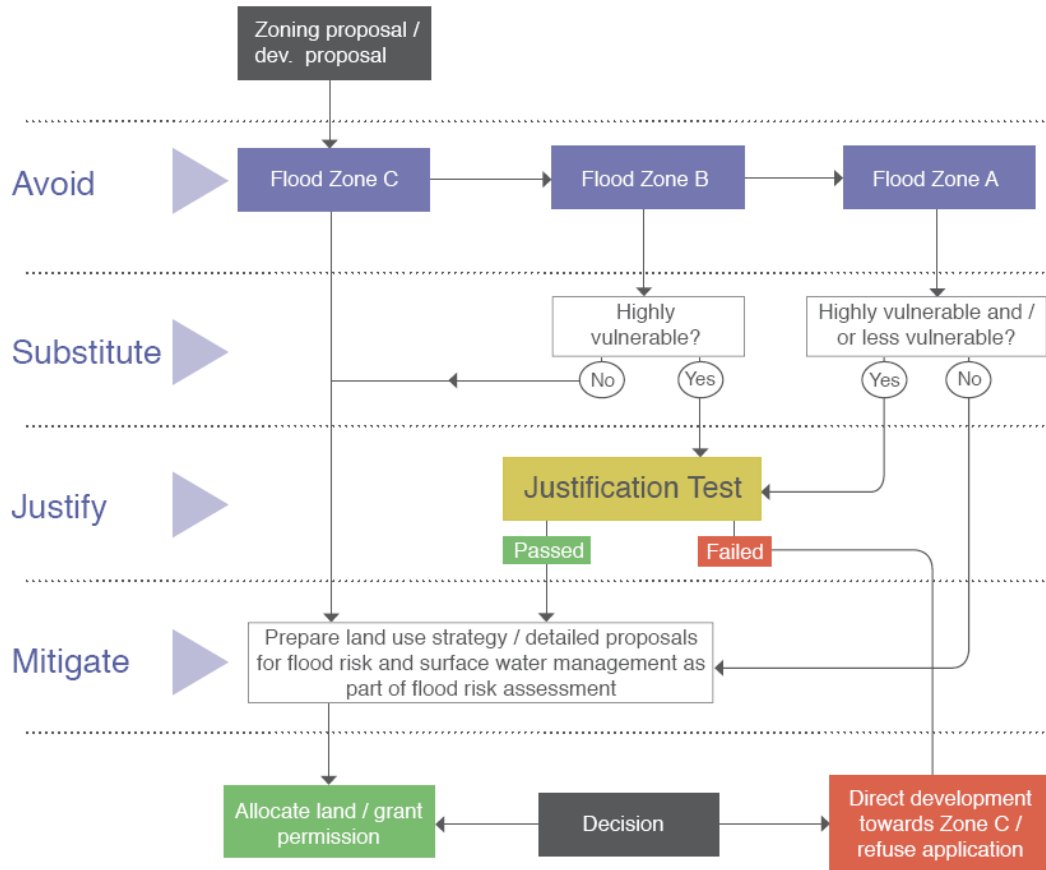 Zoning proposal /
dev. proposal
Avoid
Flood Zone C
Flood Zone B
Flood Zone A
Substitute
Highly
vulnerable?
No
Yes
Highly vulnerable and /
or less vulnerable?
Yes
No
Justify
Justification Test
Passed
Failed
Mitigate
Prepare land use strategy / detailed proposals
for flood risk and surface water management as
part of flood risk assessment
Allocate land / grant
permission
Decision
Direct development
towards Zone C /
refuse application